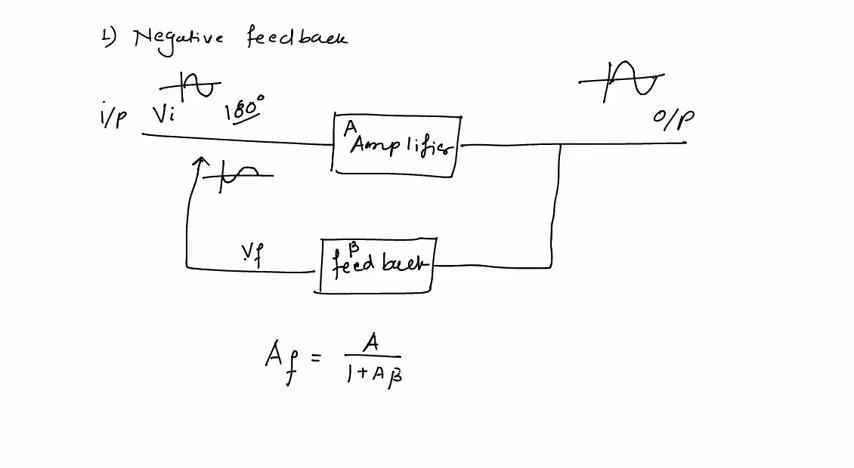 1) Negative feedback
i/p Vi 180° O/P
A
Amplifier
Vf
β
feedback
Af = A / 1+Aβ